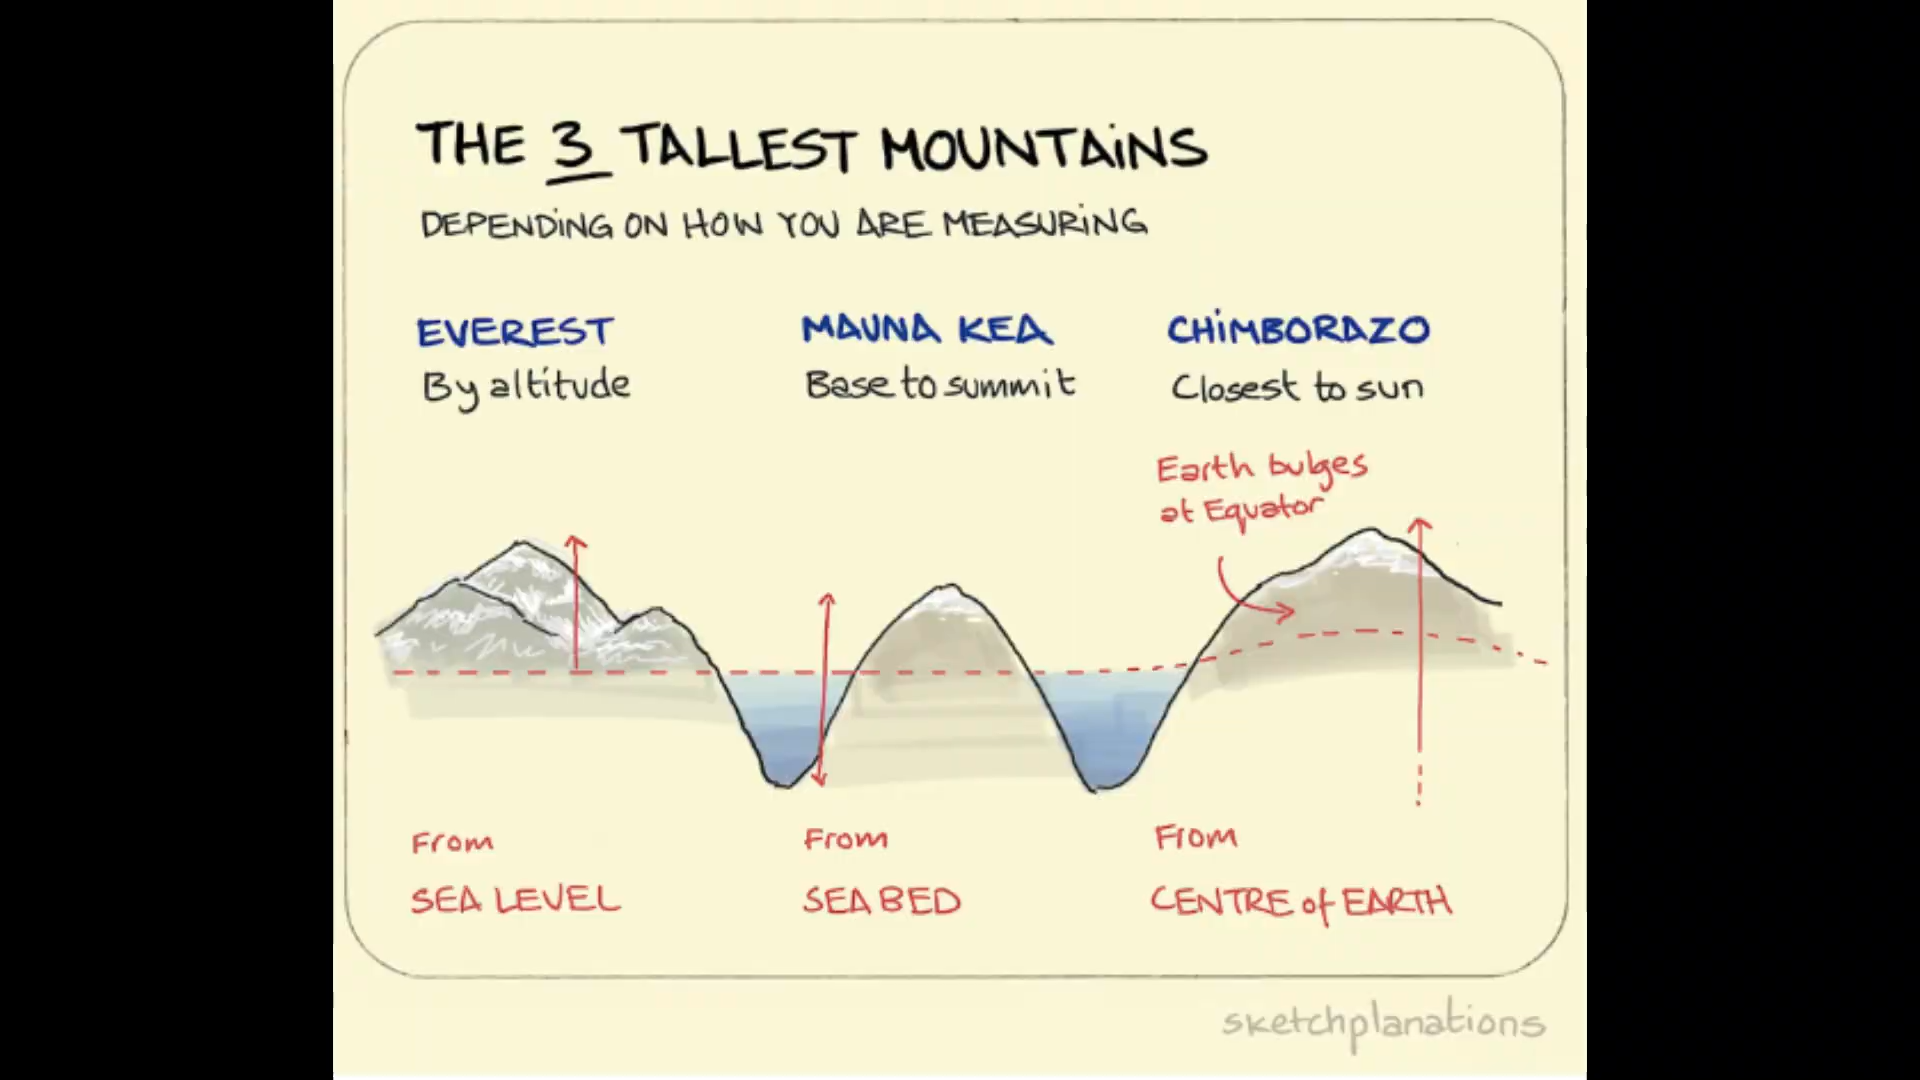 THE 3 TALLEST MOUNTAINS
DEPENDING ON HOW YOU ARE MEASURING
EVEREST
By altitude
MAUNA KEA
Base to summit
CHIMBORAZO
Closest to sun
Earth bulges
at Equator
From
SEA LEVEL
From
SEA BED
From
CENTRE of EARTH
sketchplanations